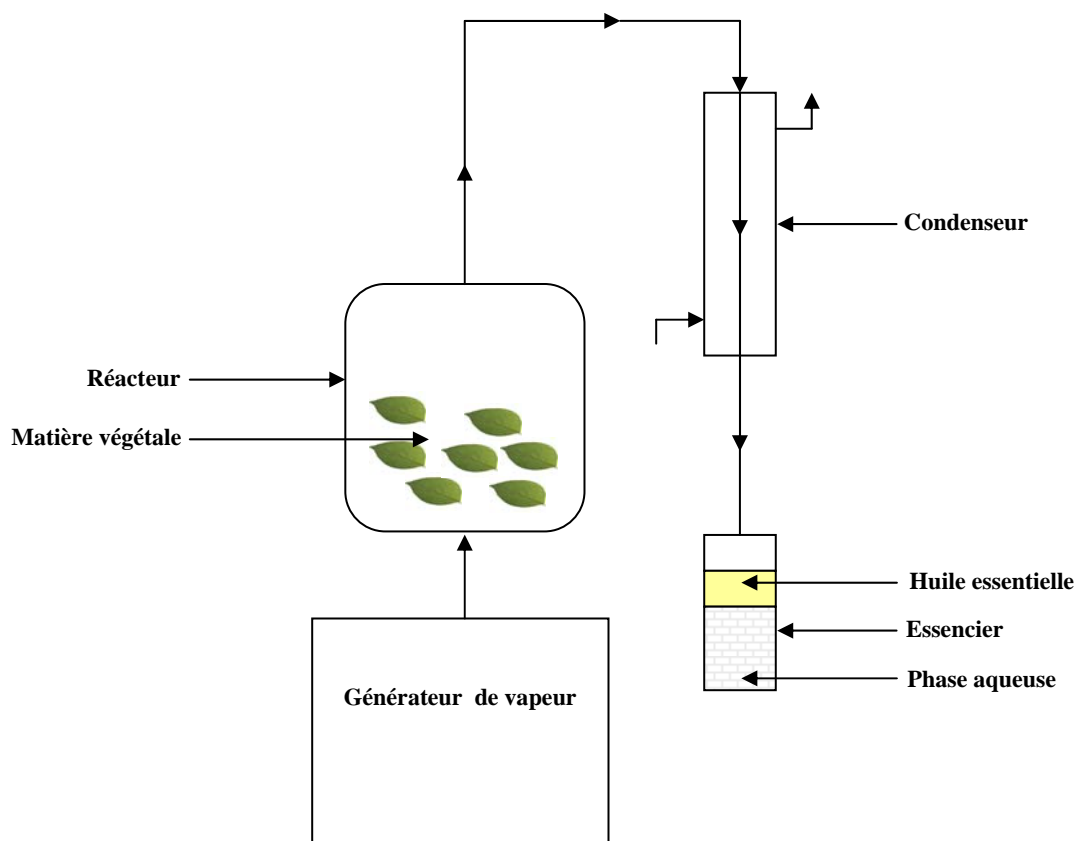 Condenseur
Réacteur
Matière végétale
Huile essentielle
Essencier
Phase aqueuse
Générateur de vapeur